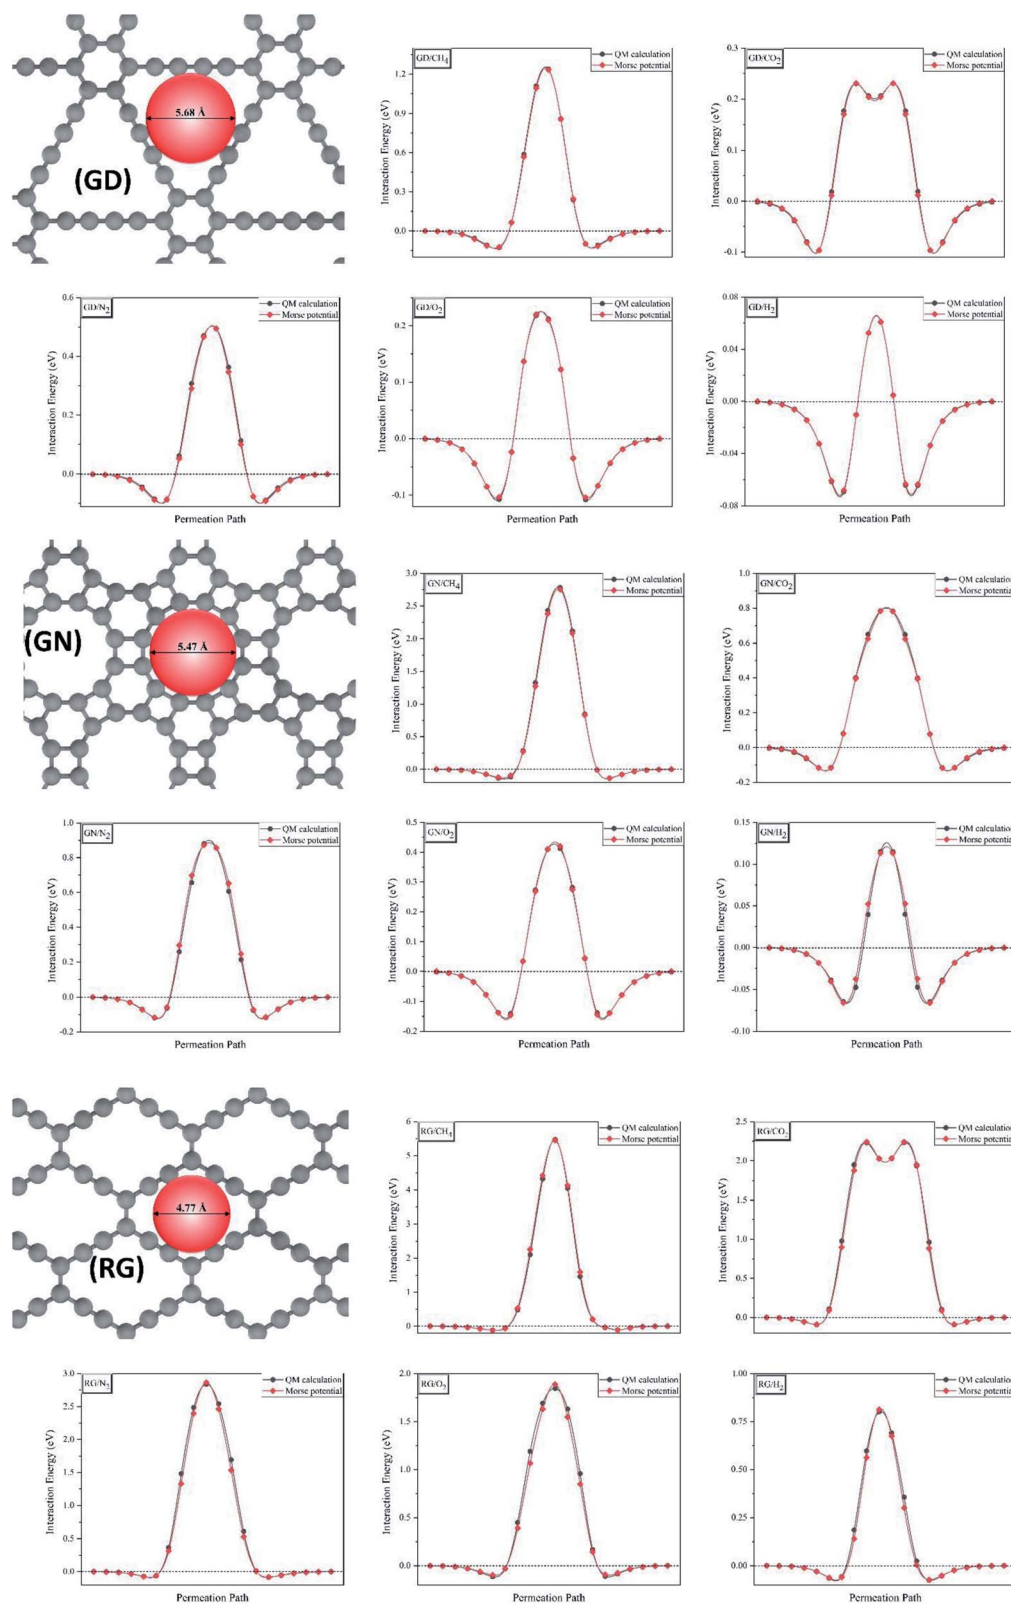 5.68 Å
(GD)
GD/CH4
QM calculation
Morse potential
Interaction Energy (eV)
1.2
0.9
0.6
0.3
0.0
GD/CO2
QM calculation
Morse potential
Interaction Energy (eV)
0.3
0.2
0.1
0.0
-0.1
GD/N2
QM calculation
Morse potential
Interaction Energy (eV)
0.6
0.4
0.2
0.0
Permeation Path
GD/O2
QM calculation
Morse potential
Interaction Energy (eV)
0.2
0.1
0.0
-0.1
Permeation Path
GD/H2
QM calculation
Morse potential
Interaction Energy (eV)
0.08
0.04
0.00
-0.04
-0.08
Permeation Path
(GN)
5.47 Å
GN/CH4
QM calculation
Morse potential
Interaction Energy (eV)
3.0
2.5
2.0
1.5
1.0
0.5
0.0
GN/CO2
QM calculation
Morse potential
Interaction Energy (eV)
1.0
0.8
0.6
0.4
0.2
0.0
-0.2
GN/N2
QM calculation
Morse potential
Interaction Energy (eV)
1.0
0.8
0.6
0.4
0.2
0.0
-0.2
Permeation Path
GN/O2
QM calculation
Morse potential
Interaction Energy (eV)
0.5
0.4
0.3
0.2
0.1
0.0
-0.1
-0.2
Permeation Path
GN/H2
QM calculation
Morse potential
Interaction Energy (eV)
0.15
0.10
0.05
0.00
-0.05
-0.10
Permeation Path
4.77 Å
(RG)
RG/CH4
QM calculation
Morse potential
Interaction Energy (eV)
6
5
4
3
2
1
0
RG/CO2
QM calculation
Morse potential
Interaction Energy (eV)
2.5
2.0
1.5
1.0
0.5
0.0
RG/N2
QM calculation
Morse potential
Interaction Energy (eV)
3.0
2.5
2.0
1.5
1.0
0.5
0.0
Permeation Path
RG/O2
QM calculation
Morse potential
Interaction Energy (eV)
2.0
1.5
1.0
0.5
0.0
Permeation Path
RG/H2
QM calculation
Morse potential
Interaction Energy (eV)
1.00
0.75
0.50
0.25
0.00
Permeation Path